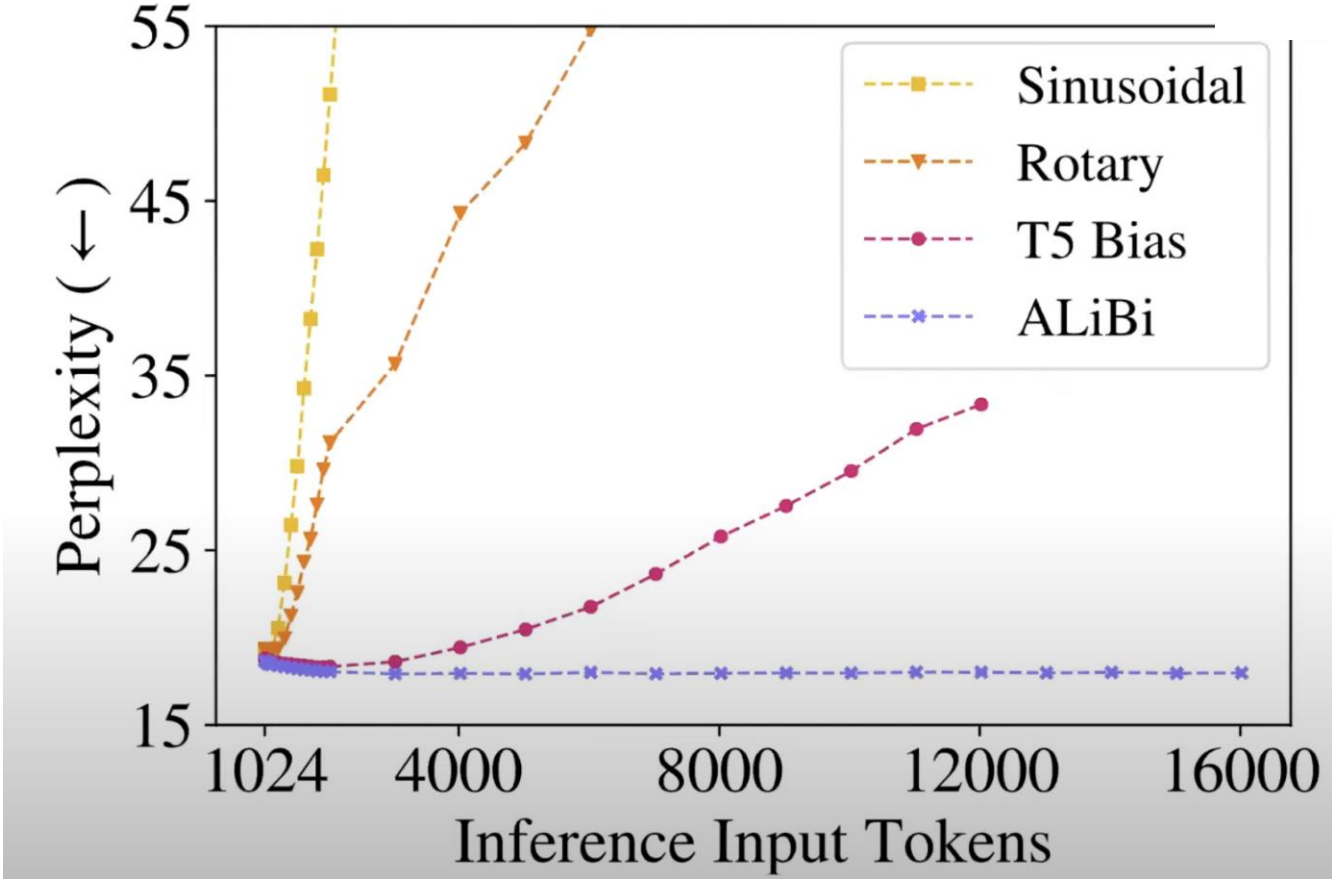 55
45
35
25
15
Perplexity (←)
Sinusoidal
Rotary
T5 Bias
ALiBi
1024 4000 8000 12000 16000
Inference Input Tokens